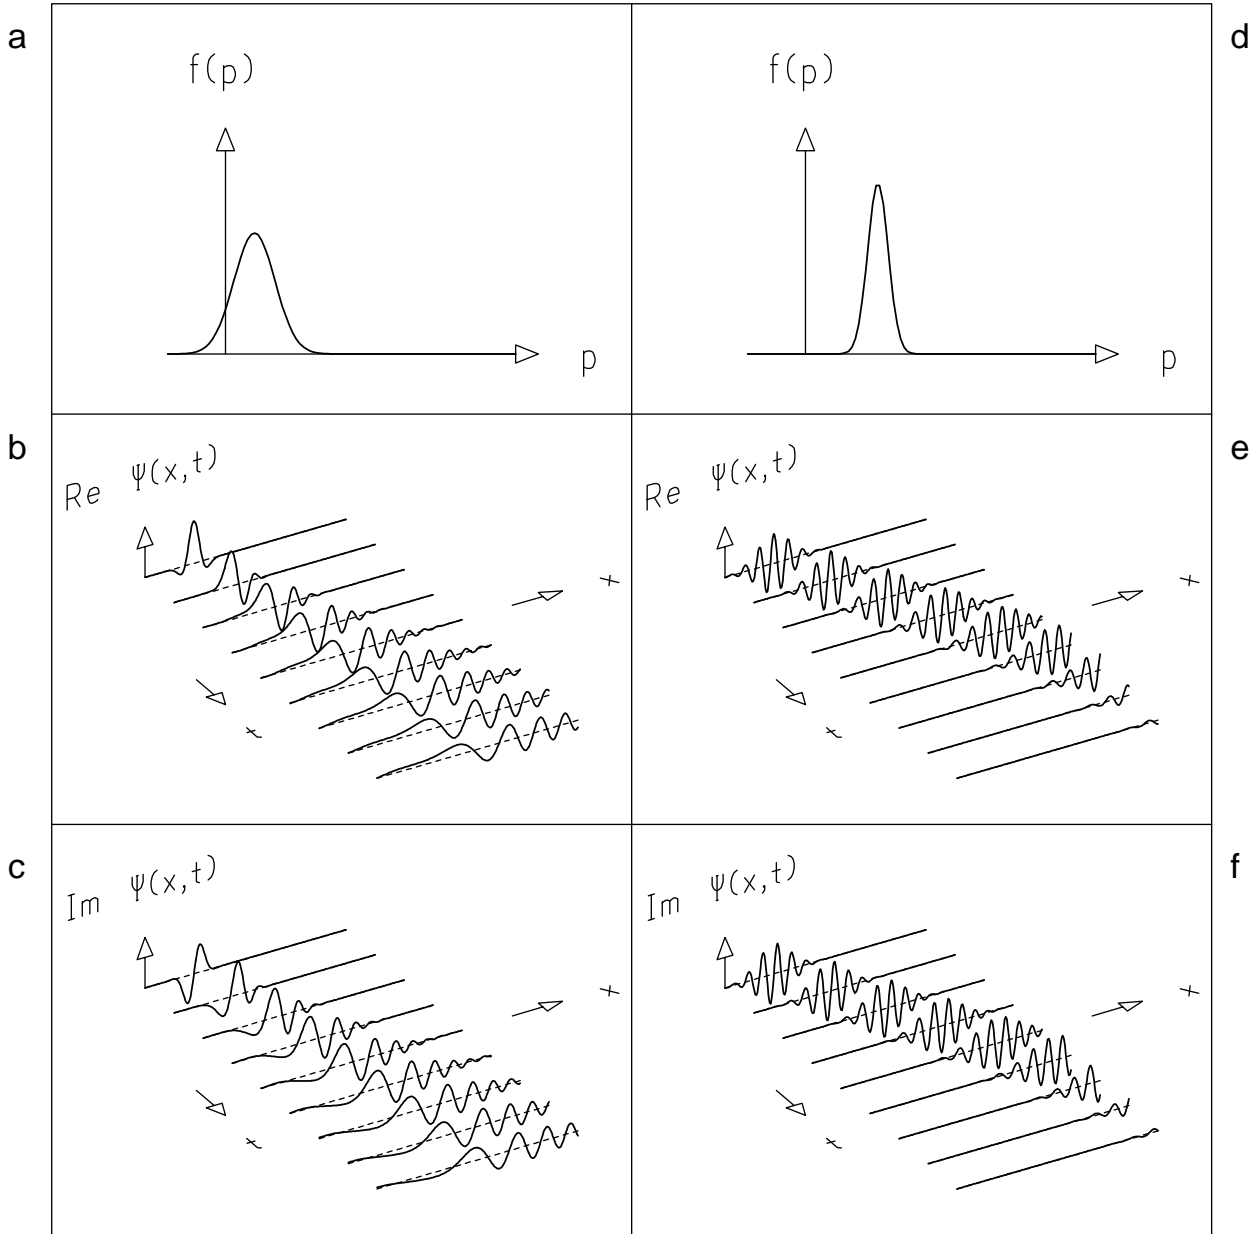 a
f(p)
p
d
f(p)
p
b
Re ψ(x,t)
x
t
e
Re ψ(x,t)
x
t
c
Im ψ(x,t)
x
t
f
Im ψ(x,t)
x
t